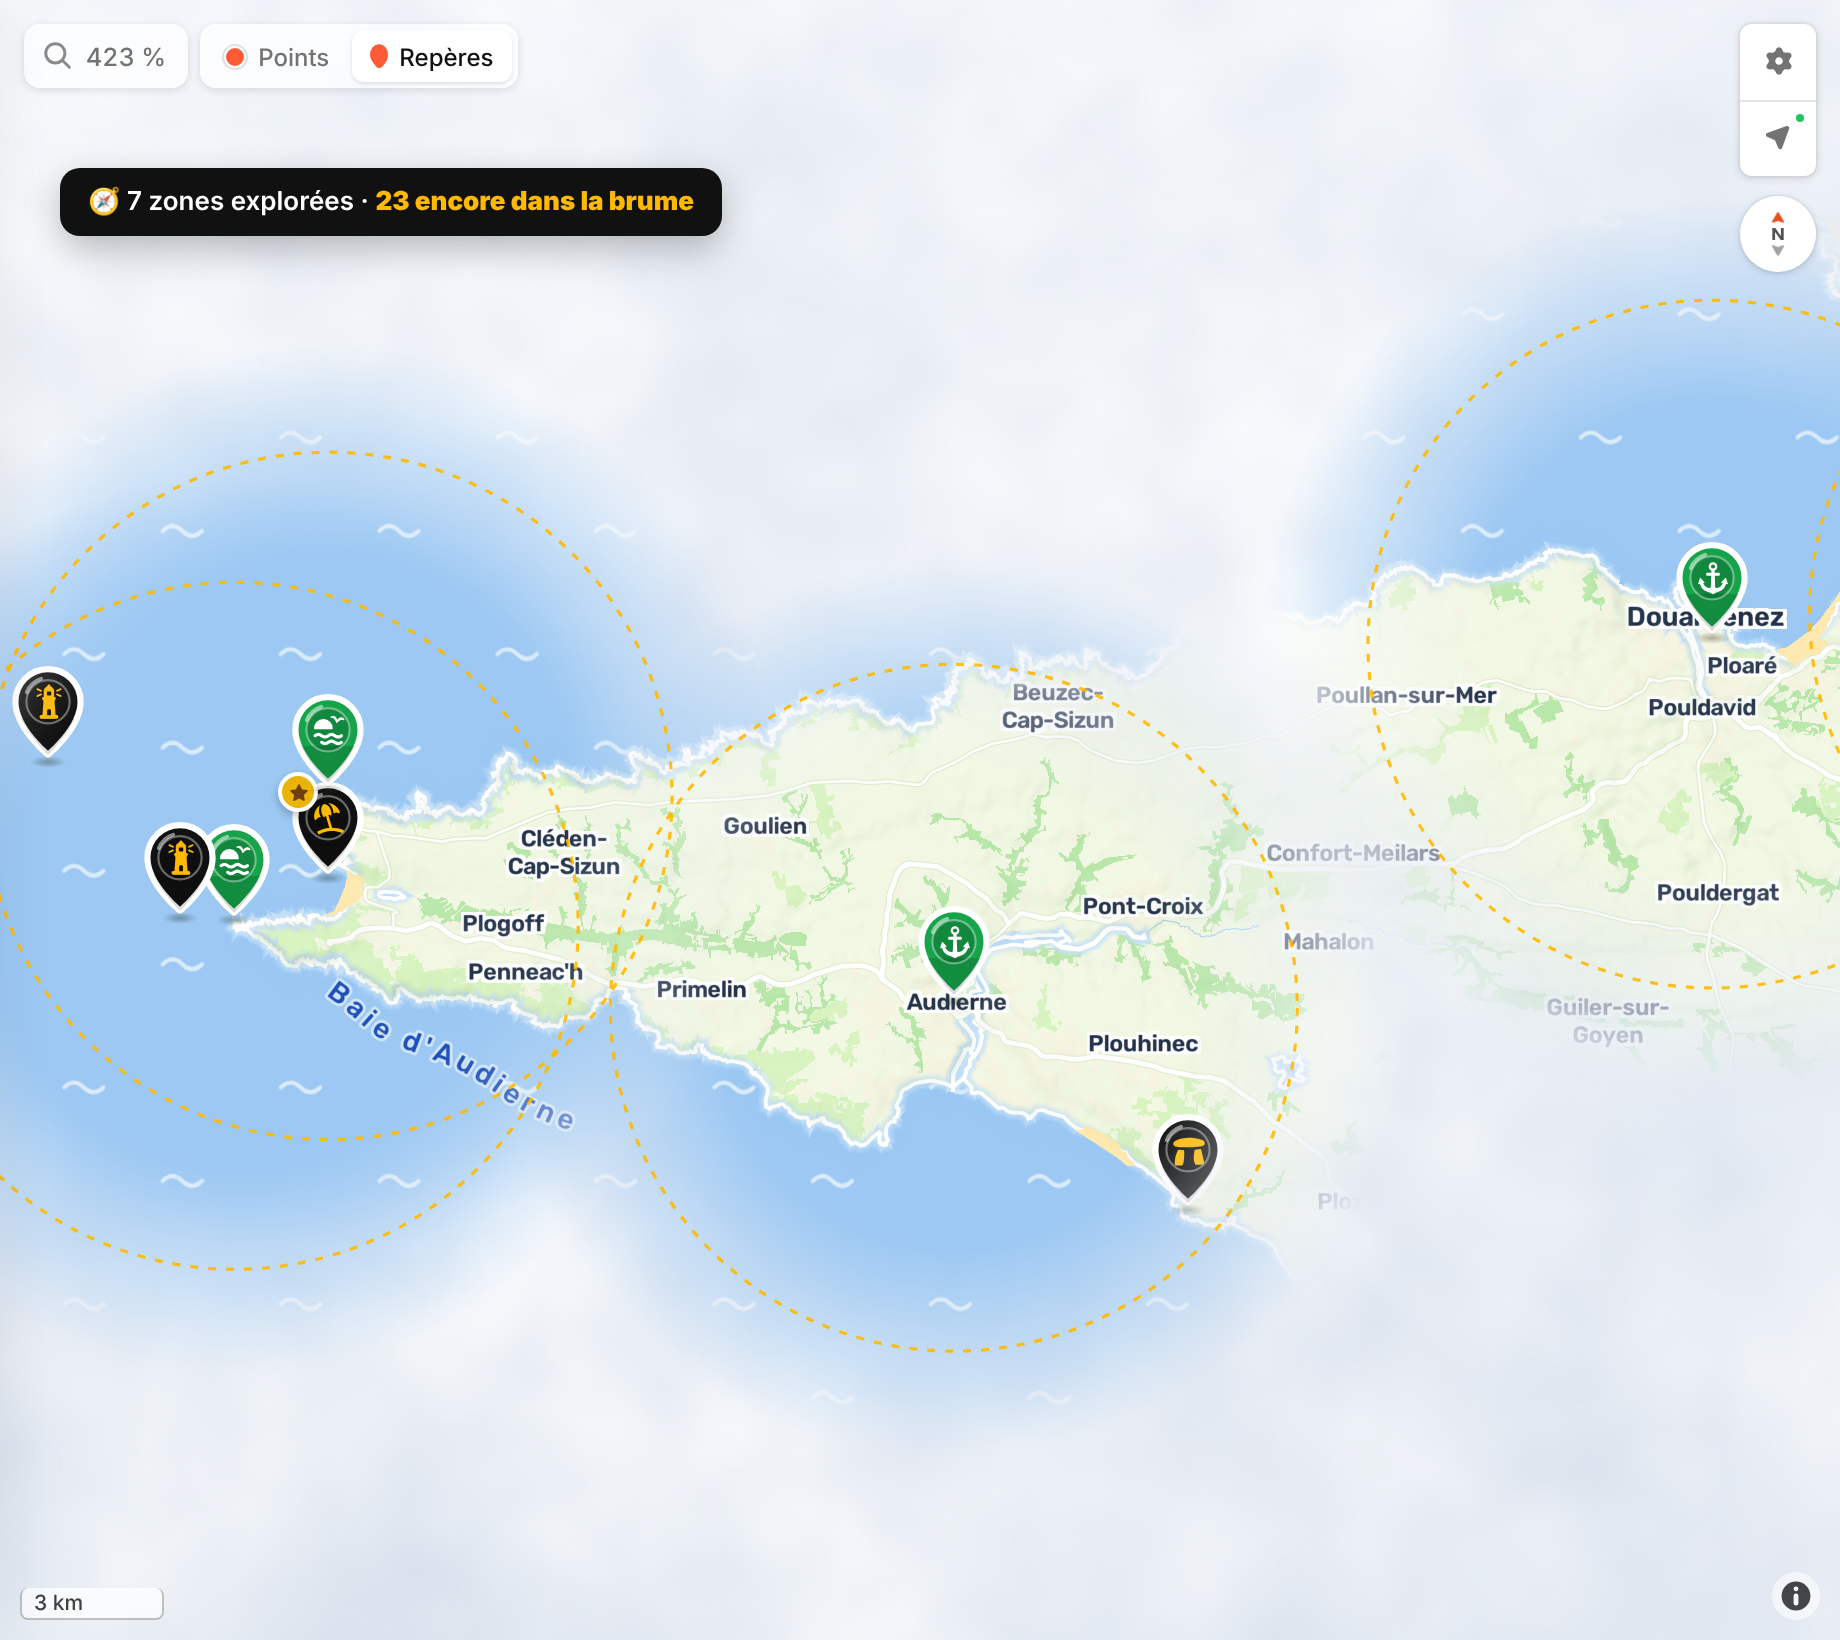 423 %
Points
Repères
N
7 zones explorées · 23 encore dans la brume
Douarnenez
Ploaré
Beuzec-
Cap-Sizun
Poullan-sur-Mer
Pouldavid
Goulien
Cléden-
Cap-Sizun
Confort-Meilars
Pouldergat
Plogoff
Pont-Croix
Mahalon
Penneac'h
Primelin
Audierne
Guiler-sur-
Goyen
Baie d'Audierne
Plouhinec
3 km